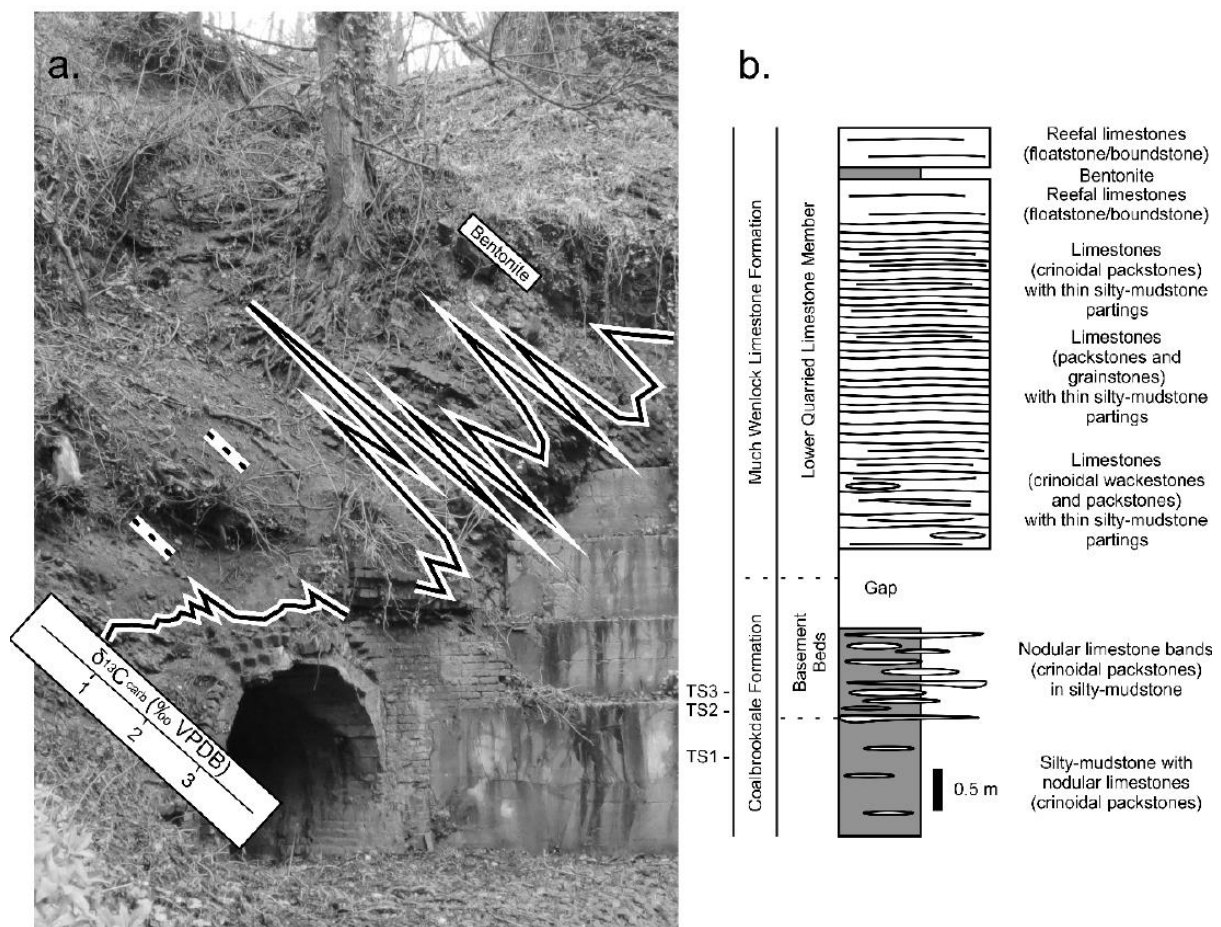 a.
Bentonite
δ13Ccarb (‰ VPDB)
1
2
3
b.
Much Wenlock Limestone Formation
Coalbrookdale Formation
Lower Quarried Limestone Member
Basement
Beds
TS3
TS2
TS1
Gap
0.5 m
Reefal limestones
(floatstone/boundstone)
Bentonite
Reefal limestones
(floatstone/boundstone)
Limestones
(crinoidal packstones)
with thin silty-mudstone
partings
Limestones
(packstones and
grainstones)
with thin silty-mudstone
partings
Limestones
(crinoidal wackestones
and packstones)
with thin silty-mudstone
partings
Nodular limestone bands
(crinoidal packstones)
in silty-mudstone
Silty-mudstone with
nodular limestones
(crinoidal packstones)